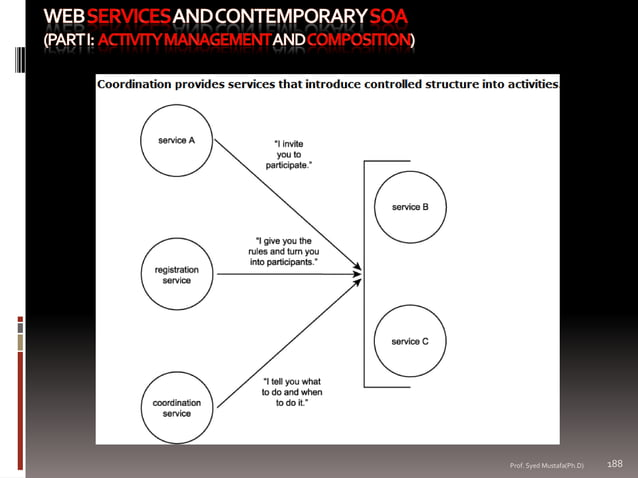 WEB SERVICES AND CONTEMPORARY SOA
(PART I: ACTIVITY MANAGEMENT AND COMPOSITION)
Coordination provides services that introduce controlled structure into activities
service A
"I invite
you to
participate."
service B
"I give you the
rules and turn you
into participants."
registration
service
service C
"I tell you what
to do and when
to do it."
coordination
service
Prof. Syed Mustafa(Ph.D)
188